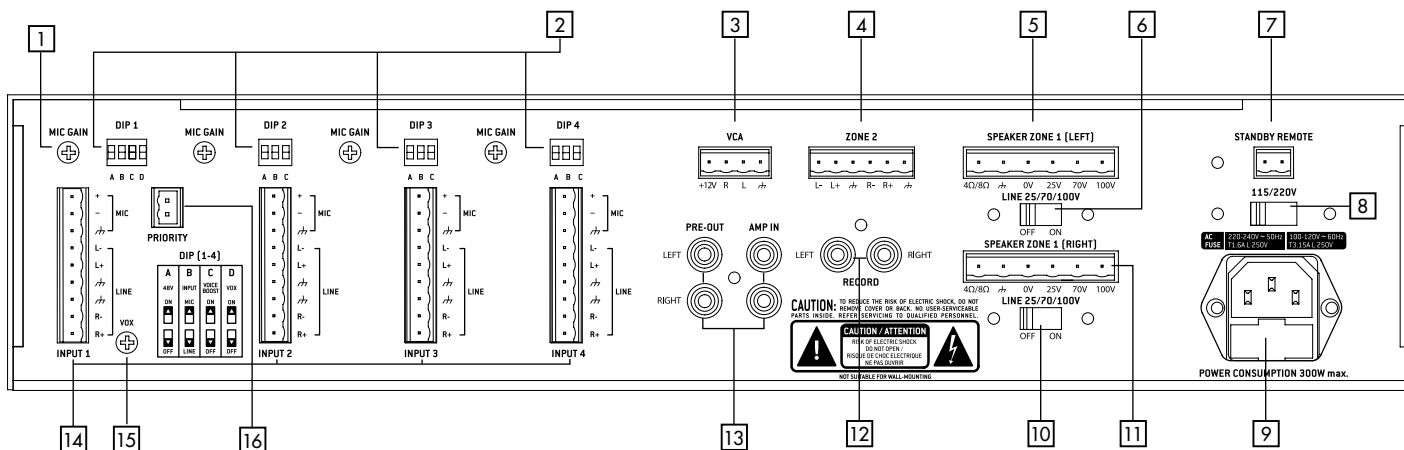 1
2
3
4
5
6
7
8
MIC GAIN
DIP 1
MIC GAIN
DIP 2
MIC GAIN
DIP 3
MIC GAIN
DIP 4
A B C D
A B C
A B C
A B C
VCA
+12V R L
ZONE 2
L- L+ R- R+
SPEAKER ZONE 1 (LEFT)
4Ω/8Ω 0V 25V 70V 100V
LINE 25/70/100V
OFF ON
SPEAKER ZONE 1 (RIGHT)
4Ω/8Ω 0V 25V 70V 100V
LINE 25/70/100V
OFF ON
STANDBY REMOTE
115/220V
AC FUSE
220-240V ~ 50Hz
T1.6A L 250V
100-120V ~ 60Hz
T3.15A L 250V
POWER CONSUMPTION 300W max.
+
−
MIC
L-
L+
LINE
R-
R+
INPUT 1
PRIORITY
DIP (1-4)
A B C D
48V INPUT VOICE BOOST VOX
ON MIC ON ON
OFF LINE OFF OFF
VOX
+
−
MIC
L-
L+
LINE
R-
R+
INPUT 2
+
−
MIC
L-
L+
LINE
R-
R+
INPUT 3
+
−
MIC
L-
L+
LINE
R-
R+
INPUT 4
PRE-OUT
AMP IN
LEFT
RIGHT
LEFT
RIGHT
RECORD
CAUTION: TO REDUCE THE RISK OF ELECTRIC SHOCK, DO NOT
REMOVE COVER OR BACK. NO USER-SERVICEABLE
PARTS INSIDE. REFER SERVICING TO QUALIFIED PERSONNEL.
CAUTION / ATTENTION
RISK OF ELECTRIC SHOCK
DO NOT OPEN /
RISQUE DE CHOC ELECTRIQUE
NE PAS OUVRIR
NOT SUITABLE FOR WALL-MOUNTING
14
15
16
13
12
10
11
9